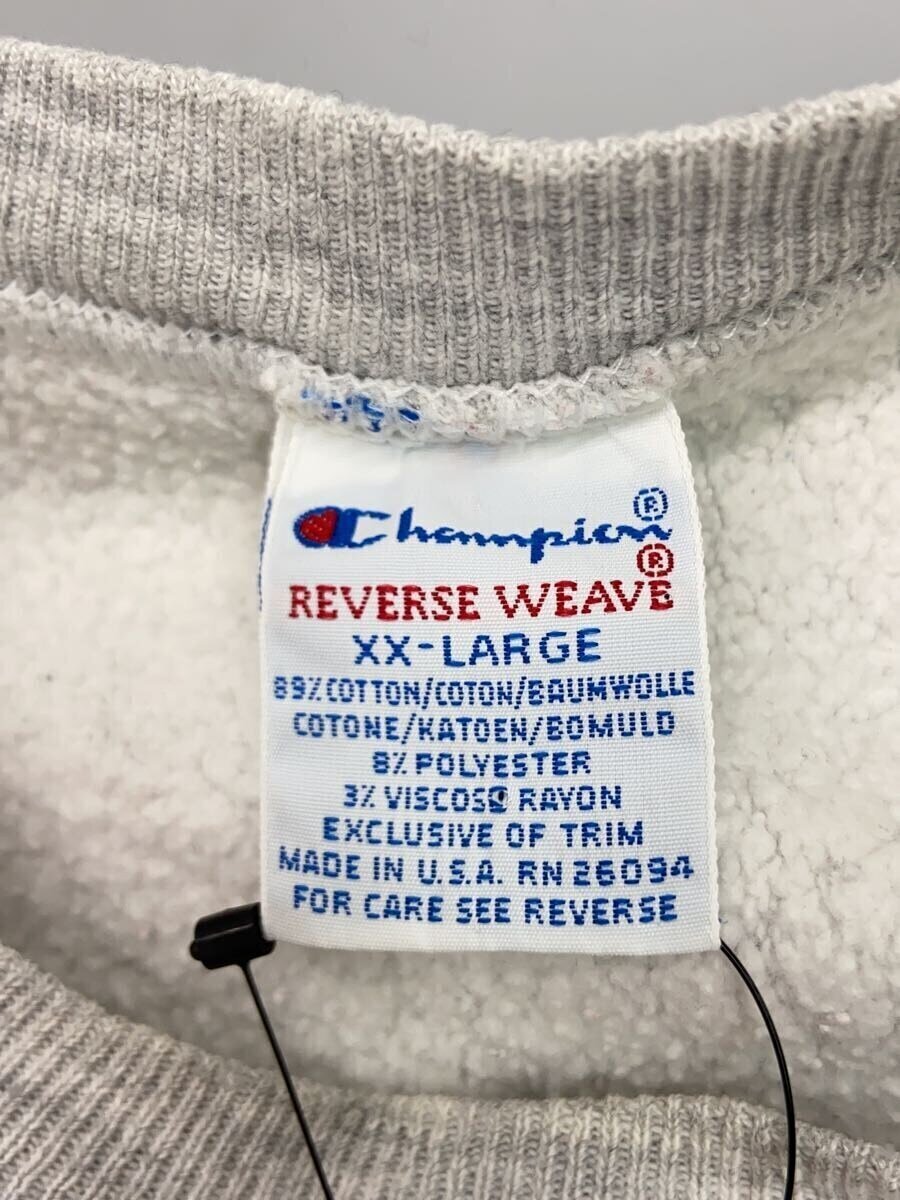 Champion®
REVERSE WEAVE®
XX-LARGE
89% COTTON/COTON/BAUMWOLLE
COTONE/KATOEN/BOMULD
8% POLYESTER
3% VISCOSE RAYON
EXCLUSIVE OF TRIM
MADE IN U.S.A. RN 26094
FOR CARE SEE REVERSE